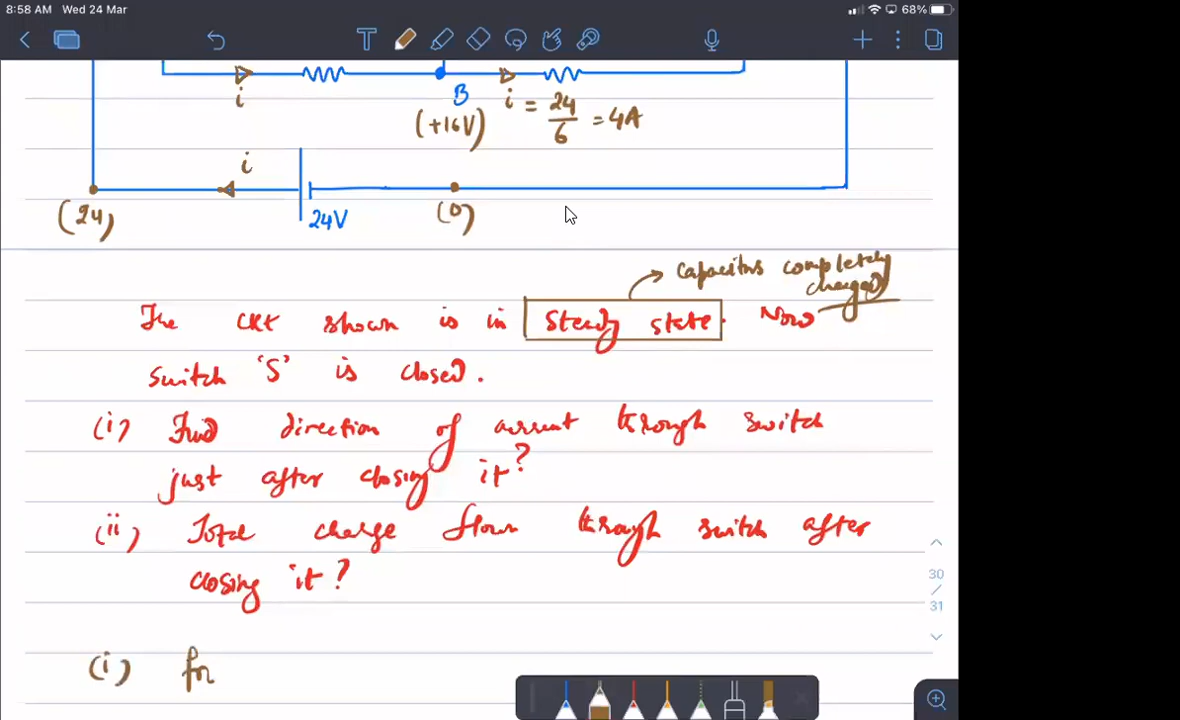 8:58 AM Wed 24 Mar
68%
T
i
B
i = 24/6 = 4A
(+16V)
i
(24)
24V
(0)
Capacitors completely
charged
The CKT shown is in steady state. Now
switch 'S' is closed.
(i) Find direction of current through switch
just after closing it?
(ii) Total charge flown through switch after
closing it?
30
/
31
(i) for